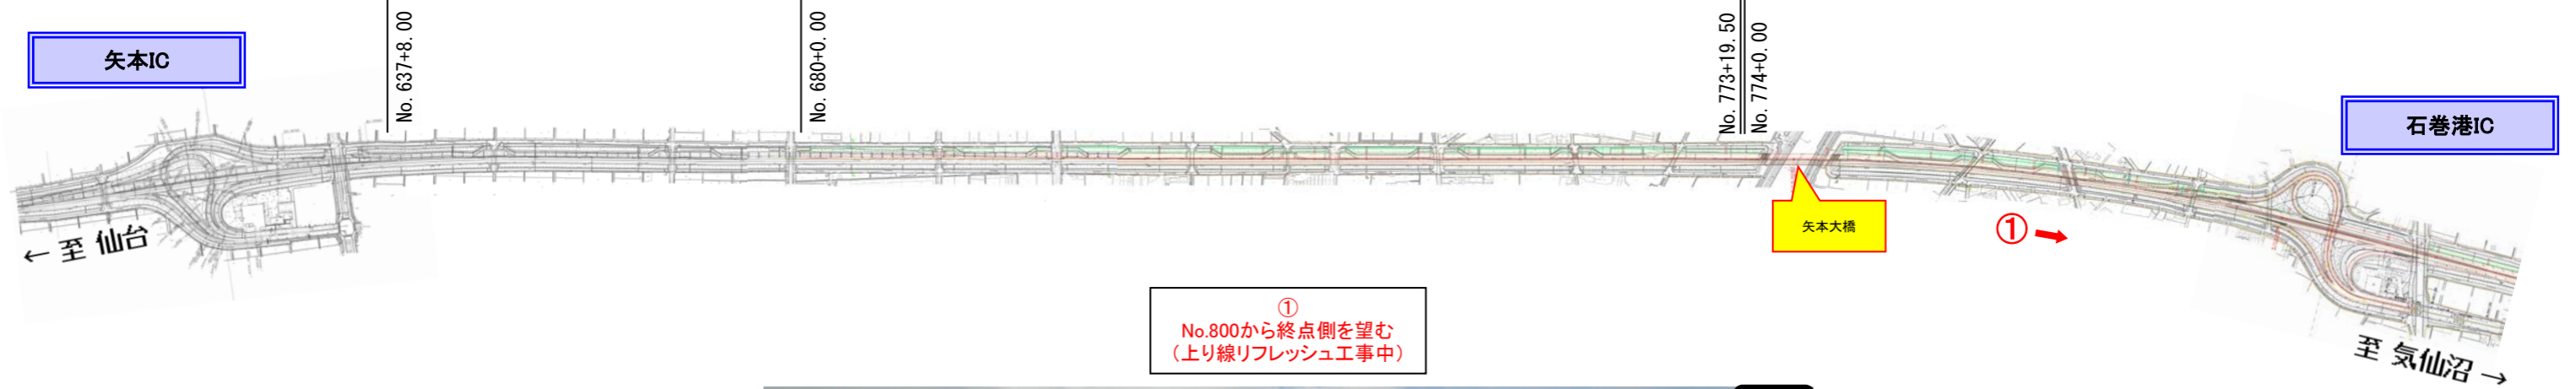 矢本IC
No. 637+8. 00
No. 680+0. 00
No. 773+19. 50
No. 774+0. 00
石巻港IC
← 至 仙台
矢本大橋
① →
①
No.800から終点側を望む
（上り線リフレッシュ工事中）
至 気仙沼 →